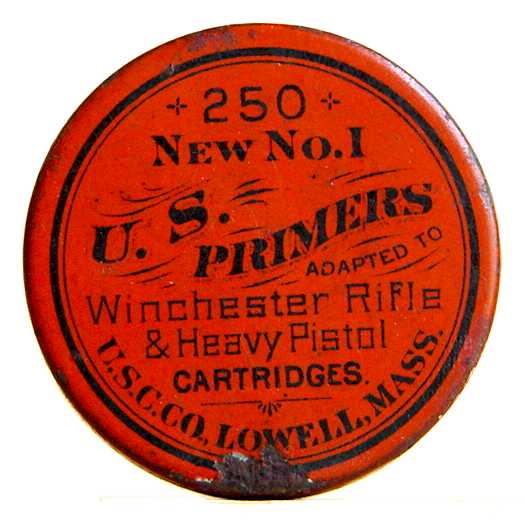 250
New No. 1
U. S.
PRIMERS
ADAPTED TO
Winchester Rifle
& Heavy Pistol
CARTRIDGES.
U.S.C.CO., LOWELL, MASS.